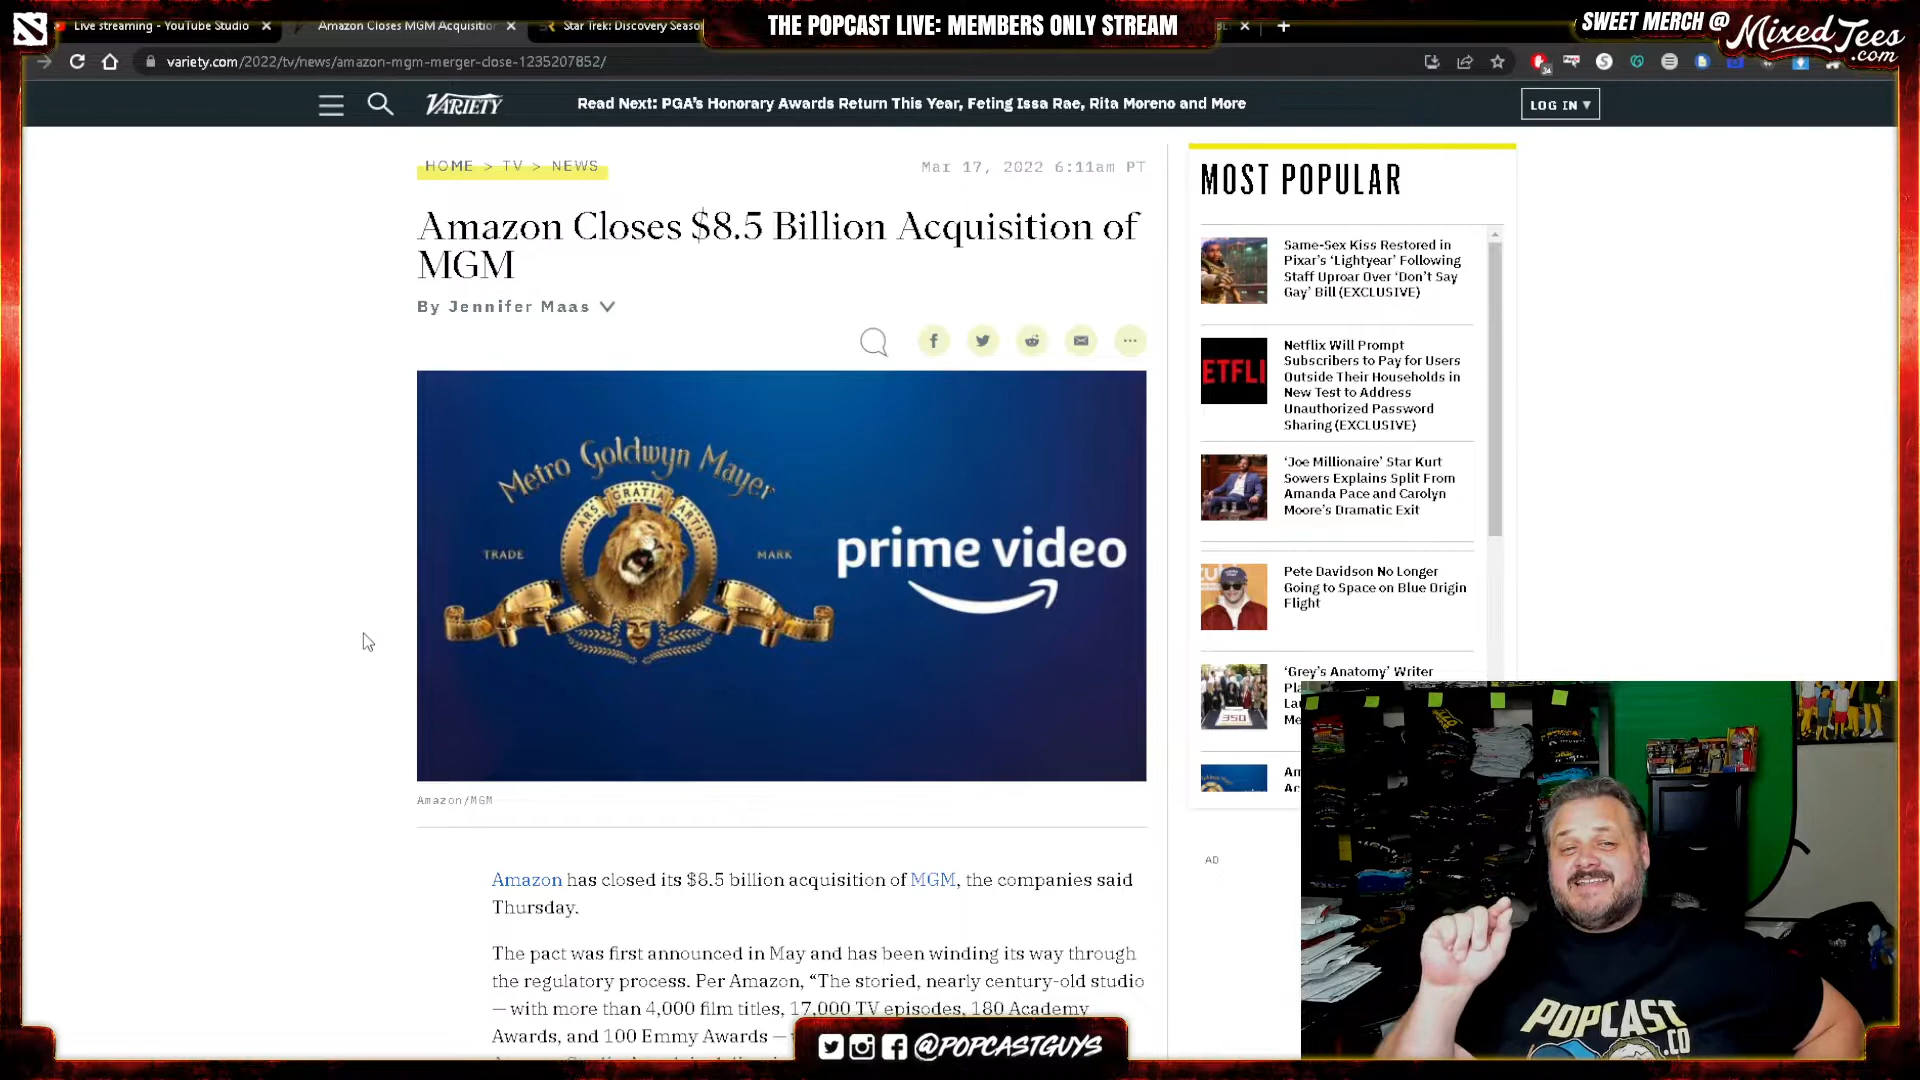 Live streaming - YouTube Studio
Amazon Closes MGM Acquisition
Star Trek: Discovery Seaso
THE POPCAST LIVE: MEMBERS ONLY STREAM
SWEET MERCH @
MixedTees
.com
variety.com/2022/tv/news/amazon-mgm-merger-close-1235207852/
34
VARIETY
Read Next: PGA's Honorary Awards Return This Year, Feting Issa Rae, Rita Moreno and More
LOG IN ▾
HOME > TV > NEWS
Mar 17, 2022 6:11am PT
Amazon Closes $8.5 Billion Acquisition of
MGM
By Jennifer Maas
Metro Goldwyn Mayer
ARS GRATIA ARTIS
TRADE
MARK
prime video
Amazon/MGM
Amazon has closed its $8.5 billion acquisition of MGM, the companies said
Thursday.
The pact was first announced in May and has been winding its way through
the regulatory process. Per Amazon, “The storied, nearly century-old studio
— with more than 4,000 film titles, 17,000 TV episodes, 180 Academy
Awards, and 100 Emmy Awards —
MOST POPULAR
Same-Sex Kiss Restored in
Pixar's ‘Lightyear’ Following
Staff Uproar Over ‘Don't Say
Gay’ Bill (EXCLUSIVE)
ETFLI
Netflix Will Prompt
Subscribers to Pay for Users
Outside Their Households in
New Test to Address
Unauthorized Password
Sharing (EXCLUSIVE)
‘Joe Millionaire’ Star Kurt
Sowers Explains Split From
Amanda Pace and Carolyn
Moore's Dramatic Exit
Pete Davidson No Longer
Going to Space on Blue Origin
Flight
‘Grey's Anatomy’ Writer
Pla
Lau
Me
350
Am
Ac
AD
POPCAST
.CO
@POPCASTGUYS